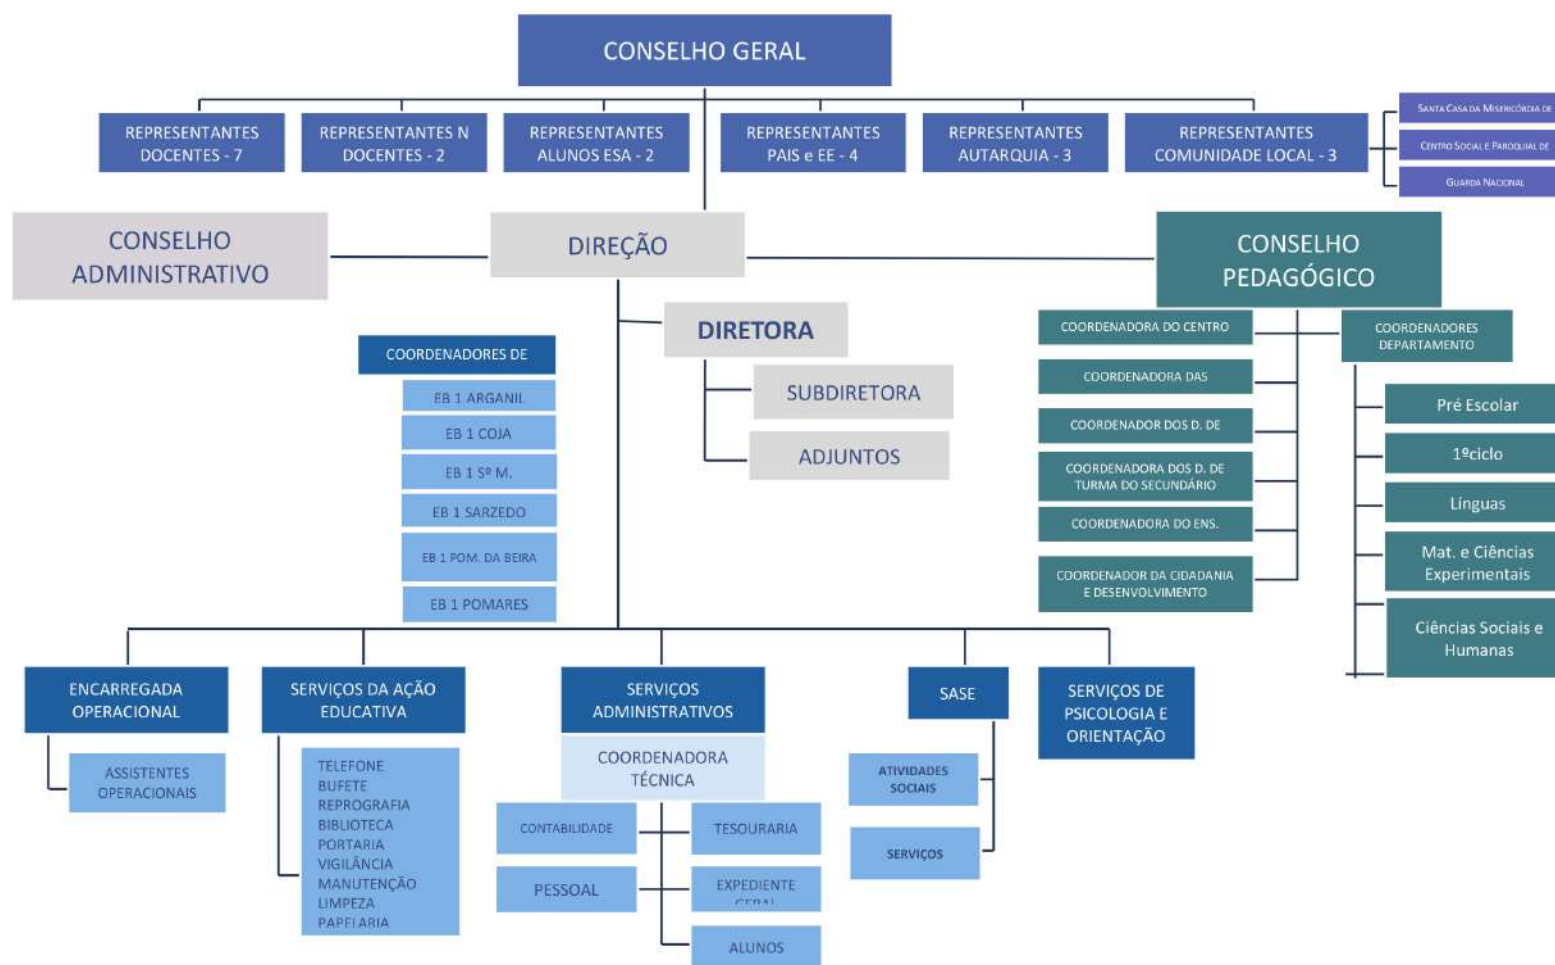 CONSELHO GERAL
REPRESENTANTES
DOCENTES - 7
REPRESENTANTES N
DOCENTES - 2
REPRESENTANTES
ALUNOS ESA - 2
REPRESENTANTES
PAIS e EE - 4
REPRESENTANTES
AUTARQUIA - 3
REPRESENTANTES
COMUNIDADE LOCAL - 3
SANTA CASA DA MISERICÓRDIA DE
CENTRO SOCIAL E PAROQUIAL DE
GUARDA NACIONAL
CONSELHO
ADMINISTRATIVO
DIREÇÃO
CONSELHO
PEDAGÓGICO
DIRETORA
SUBDIRETORA
ADJUNTOS
COORDENADORES DE
EB 1 ARGANIL
EB 1 COJA
EB 1 Sº M.
EB 1 SARZEDO
EB 1 POM. DA BEIRA
EB 1 POMARES
COORDENADORA DO CENTRO
COORDENADORA DAS
COORDENADOR DOS D. DE
COORDENADORA DOS D. DE
TURMA DO SECUNDÁRIO
COORDENADORA DO ENS.
COORDENADOR DA CIDADANIA
E DESENVOLVIMENTO
COORDENADORES
DEPARTAMENTO
Pré Escolar
1ºciclo
Línguas
Mat. e Ciências
Experimentais
Ciências Sociais e
Humanas
ENCARREGADA
OPERACIONAL
ASSISTENTES
OPERACIONAIS
SERVIÇOS DA AÇÃO
EDUCATIVA
TELEFONE
BUFETE
REPROGRAFIA
BIBLIOTECA
PORTARIA
VIGILÂNCIA
MANUTENÇÃO
LIMPEZA
PAPELARIA
SERVIÇOS
ADMINISTRATIVOS
COORDENADORA
TÉCNICA
CONTABILIDADE
TESOURARIA
PESSOAL
EXPEDIENTE
GERAL
ALUNOS
SASE
ATIVIDADES
SOCIAIS
SERVIÇOS
SERVIÇOS DE
PSICOLOGIA E
ORIENTAÇÃO